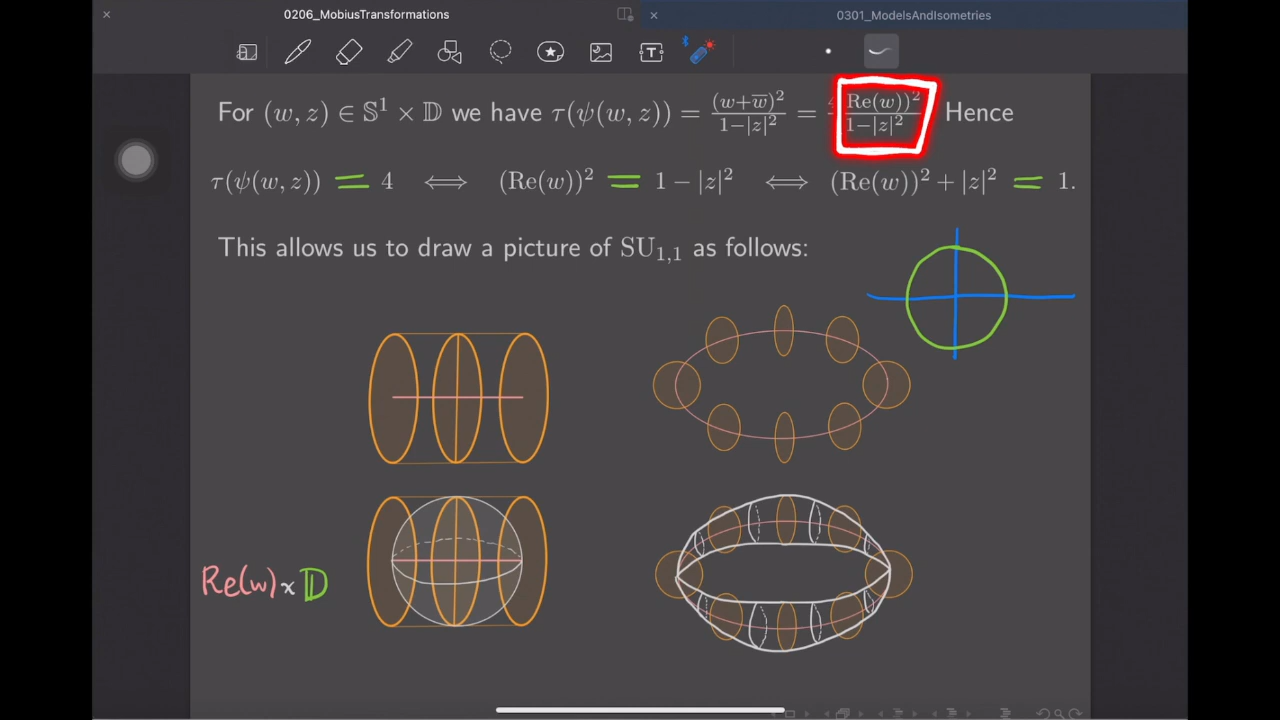 0206_MobiusTransformations 0301_ModelsAndIsometries
For (w, z) ∈ 𝕊¹ × 𝔻 we have τ(ψ(w, z)) = (w+w̅)²/1−|z|² = 4 Re(w))²/1−|z|² Hence
τ(ψ(w, z)) = 4 ⟺ (Re(w))² = 1 − |z|² ⟺ (Re(w))² + |z|² = 1.
This allows us to draw a picture of SU₁,₁ as follows:
Re(w) × 𝔻